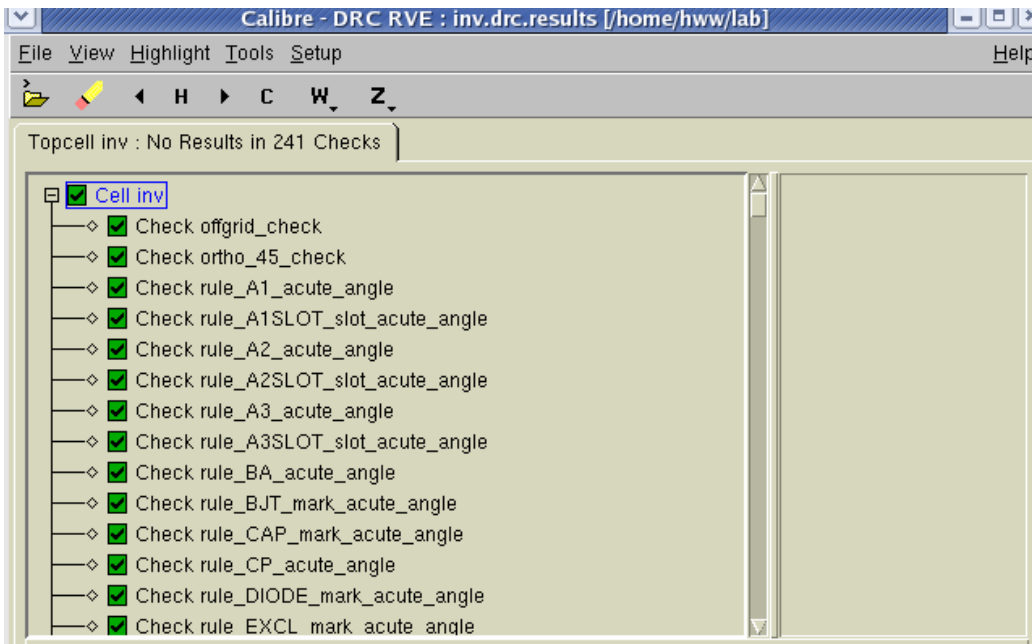 Calibre - DRC RVE : inv.drc.results [/home/hww/lab]
File View Highlight Tools Setup Help
H C W Z
Topcell inv : No Results in 241 Checks
Cell inv
Check offgrid_check
Check ortho_45_check
Check rule_A1_acute_angle
Check rule_A1SLOT_slot_acute_angle
Check rule_A2_acute_angle
Check rule_A2SLOT_slot_acute_angle
Check rule_A3_acute_angle
Check rule_A3SLOT_slot_acute_angle
Check rule_BA_acute_angle
Check rule_BJT_mark_acute_angle
Check rule_CAP_mark_acute_angle
Check rule_CP_acute_angle
Check rule_DIODE_mark_acute_angle
Check rule_EXCL_mark_acute_angle